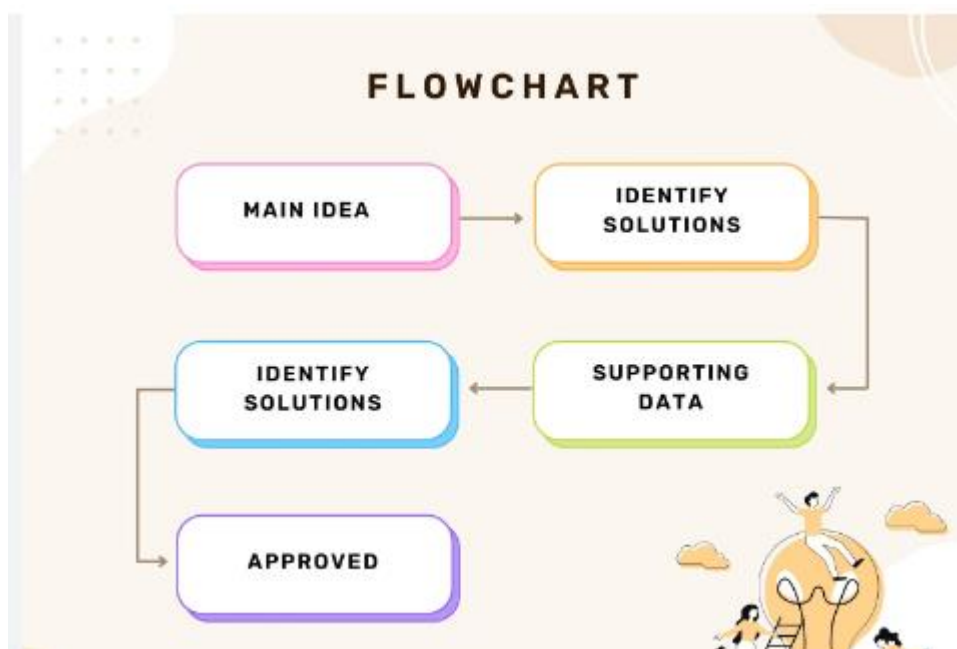 FLOWCHART
MAIN IDEA
IDENTIFY
SOLUTIONS
SUPPORTING
DATA
IDENTIFY
SOLUTIONS
APPROVED